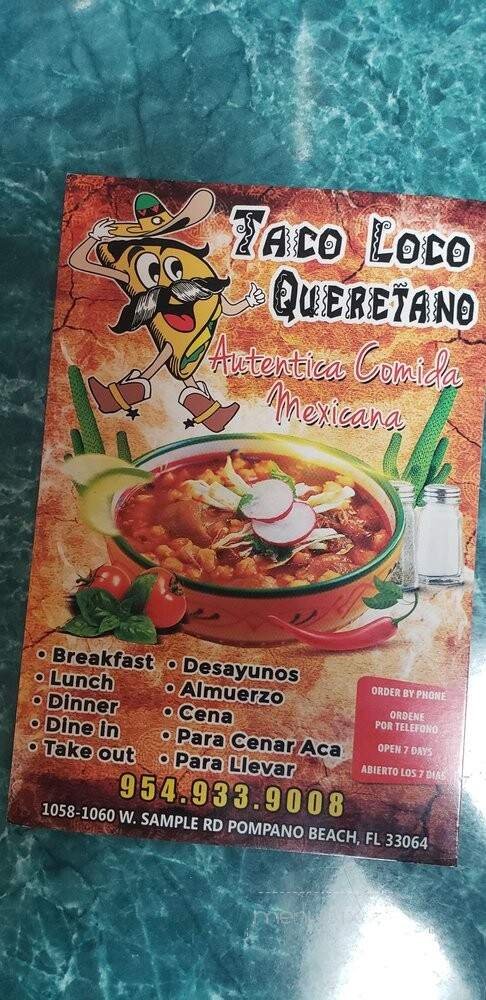 TACO LOCO
QUERETAÑO
Autentica Comida
Mexicana
• Breakfast
• Lunch
• Dinner
• Dine in
• Take out
• Desayunos
• Almuerzo
• Cena
• Para Cenar Aca
• Para Llevar
ORDER BY PHONE
ORDENE
POR TELEFONO
OPEN 7 DAYS
ABIERTO LOS 7 DIAS
954.933.9008
1058-1060 W. SAMPLE RD POMPANO BEACH, FL 33064